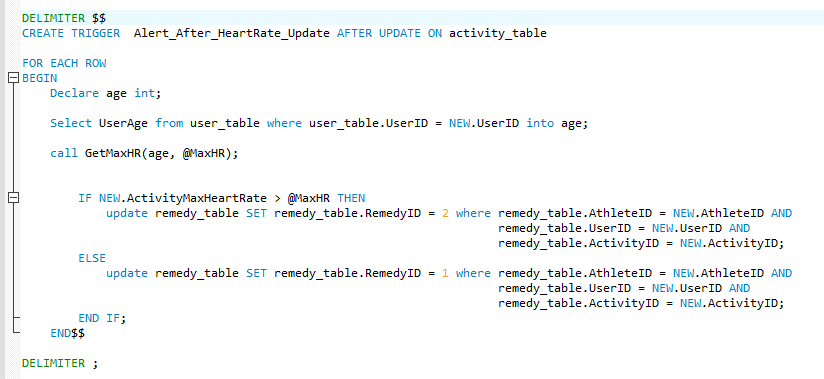 DELIMITER $$
CREATE TRIGGER  Alert_After_HeartRate_Update AFTER UPDATE ON activity_table
FOR EACH ROW
BEGIN
Declare age int;
Select UserAge from user_table where user_table.UserID = NEW.UserID into age;
call GetMaxHR(age, @MaxHR);
IF NEW.ActivityMaxHeartRate > @MaxHR THEN
update remedy_table SET remedy_table.RemedyID = 2 where remedy_table.AthleteID = NEW.AthleteID AND
remedy_table.UserID = NEW.UserID AND
remedy_table.ActivityID = NEW.ActivityID;
ELSE
update remedy_table SET remedy_table.RemedyID = 1 where remedy_table.AthleteID = NEW.AthleteID AND
remedy_table.UserID = NEW.UserID AND
remedy_table.ActivityID = NEW.ActivityID;
END IF;
END$$
DELIMITER ;